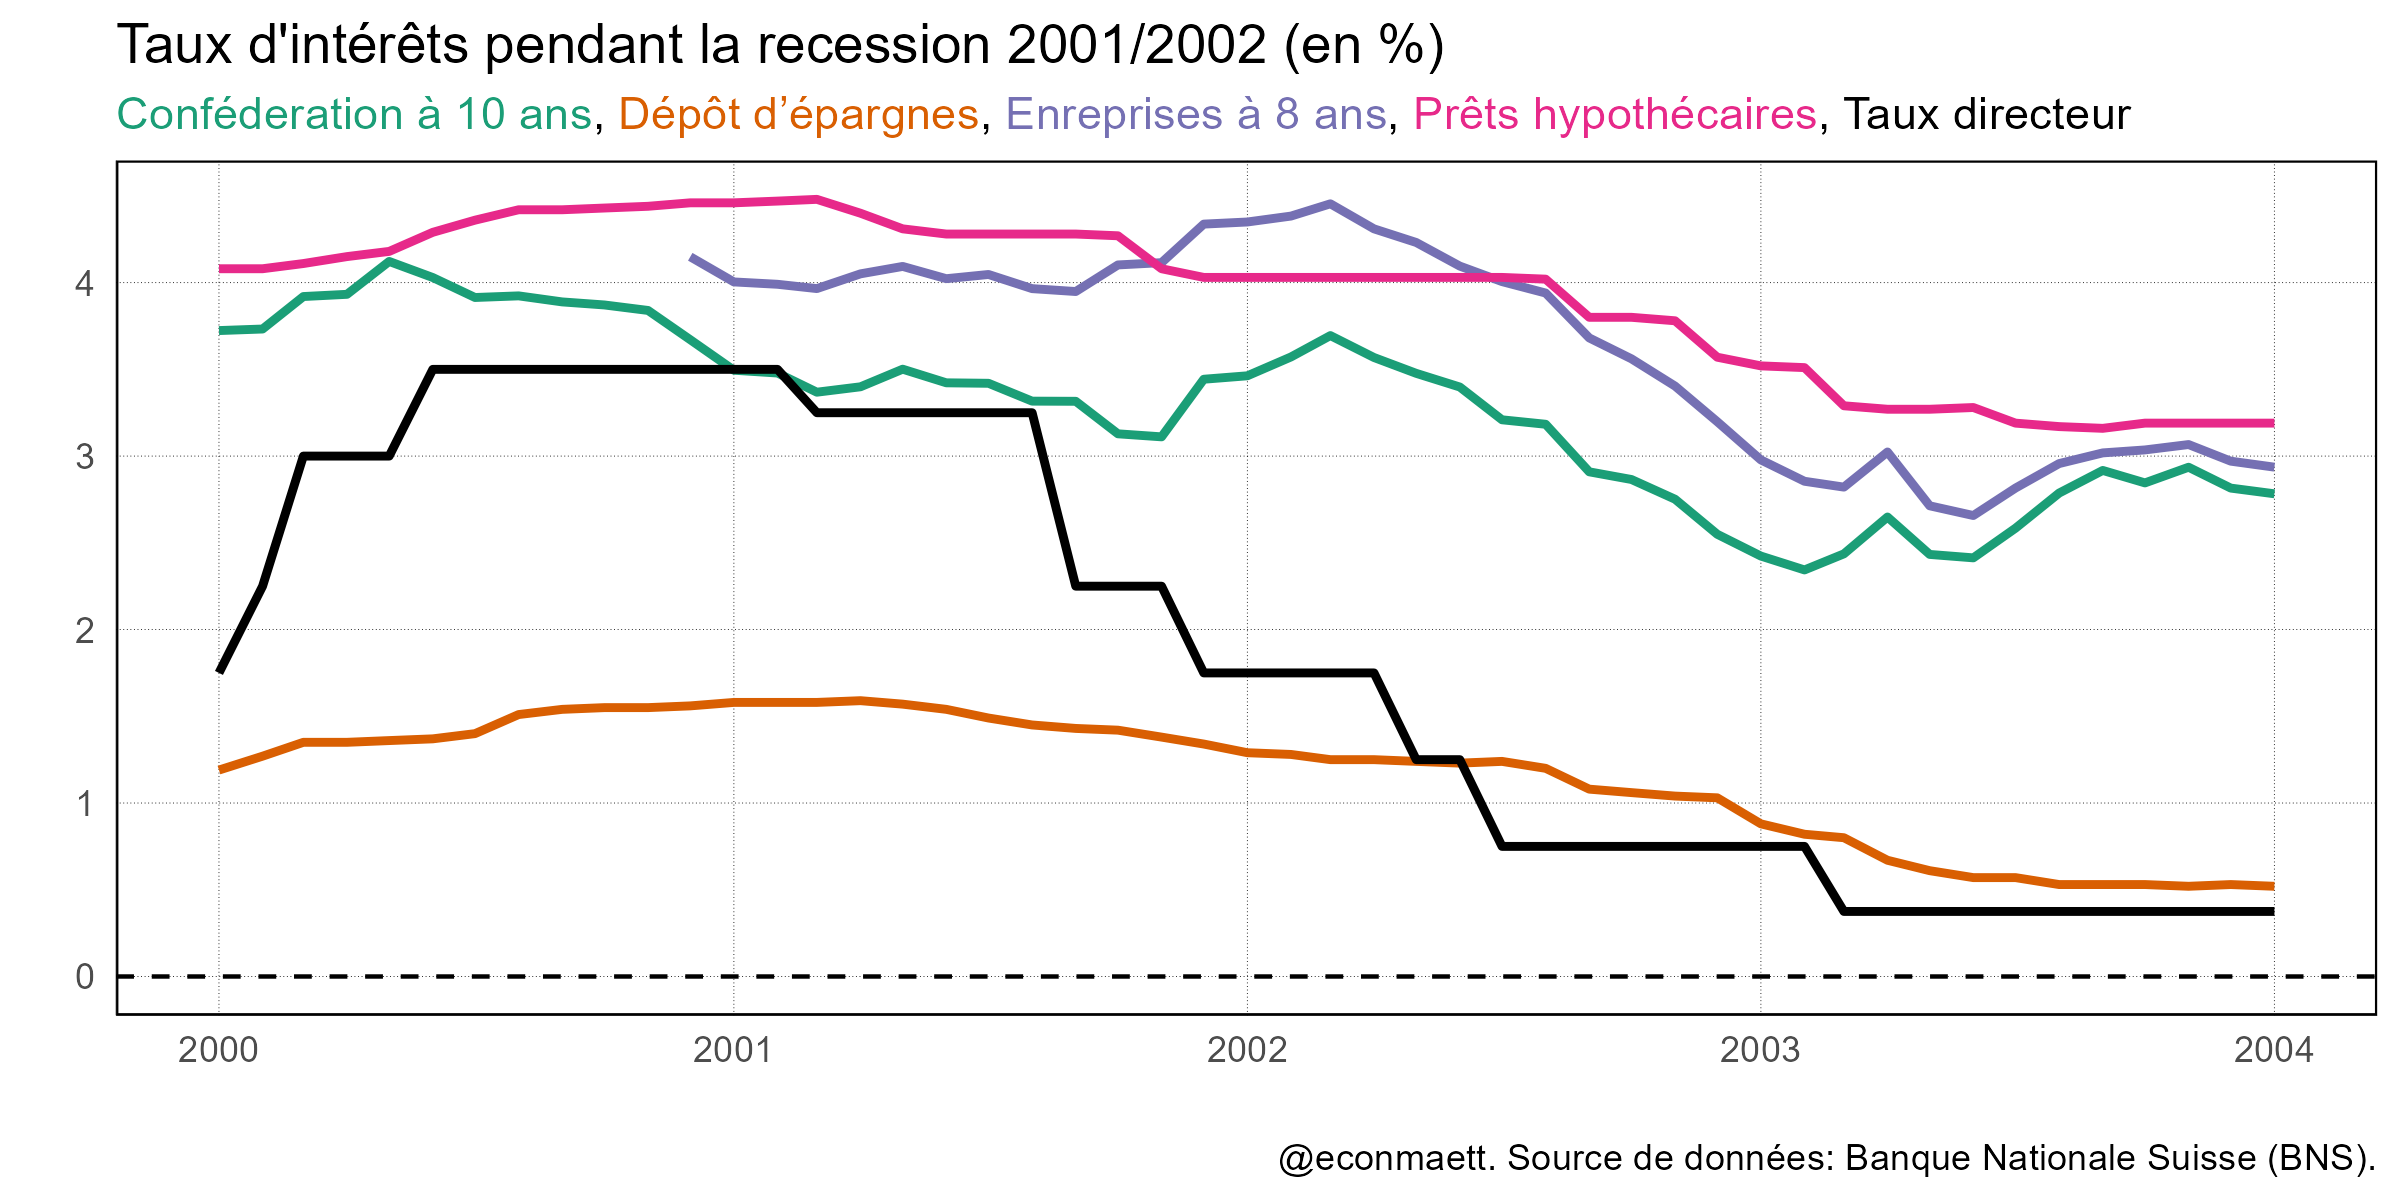 Taux d'intérêts pendant la recession 2001/2002 (en %)
Conféderation à 10 ans, Dépôt d’épargnes, Enreprises à 8 ans, Prêts hypothécaires, Taux directeur
4
3
2
1
0
2000 2001 2002 2003 2004
@econmaett. Source de données: Banque Nationale Suisse (BNS).